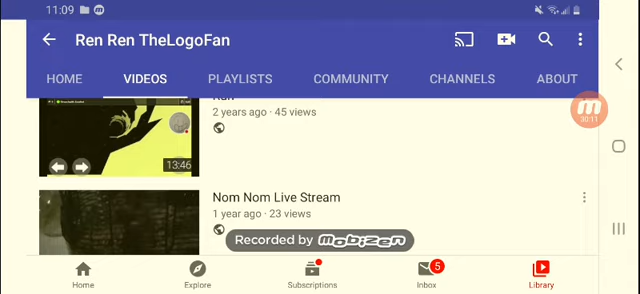 11:09
Ren Ren TheLogoFan
HOME VIDEOS PLAYLISTS COMMUNITY CHANNELS ABOUT
2 years ago · 45 views
13:46
30:11
Nom Nom Live Stream
1 year ago · 23 views
Recorded by mobizen
5
Home Explore Subscriptions Inbox Library